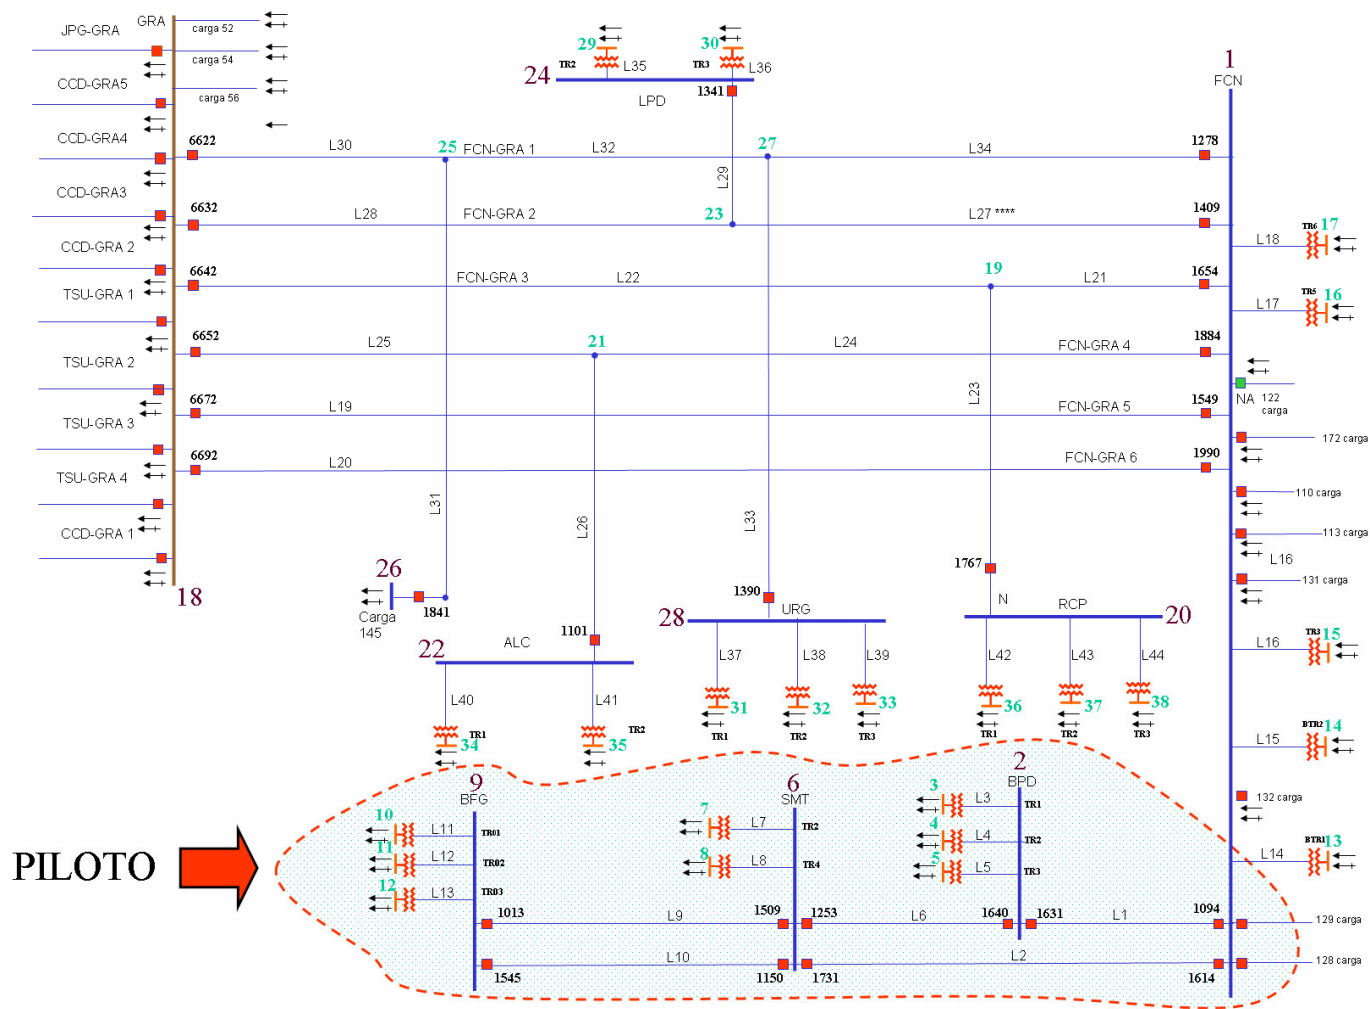 GRA
JPG-GRA
carga 52
carga 54
CCD-GRA5
carga 56
CCD-GRA4
CCD-GRA3
CCD-GRA 2
TSU-GRA 1
TSU-GRA 2
TSU-GRA 3
TSU-GRA 4
CCD-GRA 1
18
29
30
TR2
L35
TR3
L36
24
LPD
1341
1
FCN
6622
L30
25
FCN-GRA 1
L32
27
L34
1278
L29
6632
L28
FCN-GRA 2
23
L27 ****
1409
6642
FCN-GRA 3
L22
19
L21
1654
6652
L25
21
L24
FCN-GRA 4
1884
6672
L19
FCN-GRA 5
1549
6692
L20
FCN-GRA 6
1990
L18
TR6
17
L17
TR5
16
NA
122
carga
172 carga
110 carga
113 carga
L16
131 carga
L16
TR3
15
L15
BTR2
14
132 carga
L14
BTR1
13
129 carga
128 carga
L31
L26
L33
L23
26
Carga
145
1841
1101
22
ALC
L40
L41
TR1
34
TR2
35
1390
28
URG
L37
L38
L39
31
32
33
TR1
TR2
TR3
1767
N
RCP
20
L42
L43
L44
36
37
38
TR1
TR2
TR3
PILOTO
9
BFG
10
L11
TR01
11
L12
TR02
12
L13
TR03
6
SMT
7
L7
TR2
8
L8
TR4
2
BPD
3
L3
TR1
4
L4
TR2
5
L5
TR3
1013
L9
1509
1253
L6
1640
1631
L1
1094
1545
L10
1150
1731
L2
1614